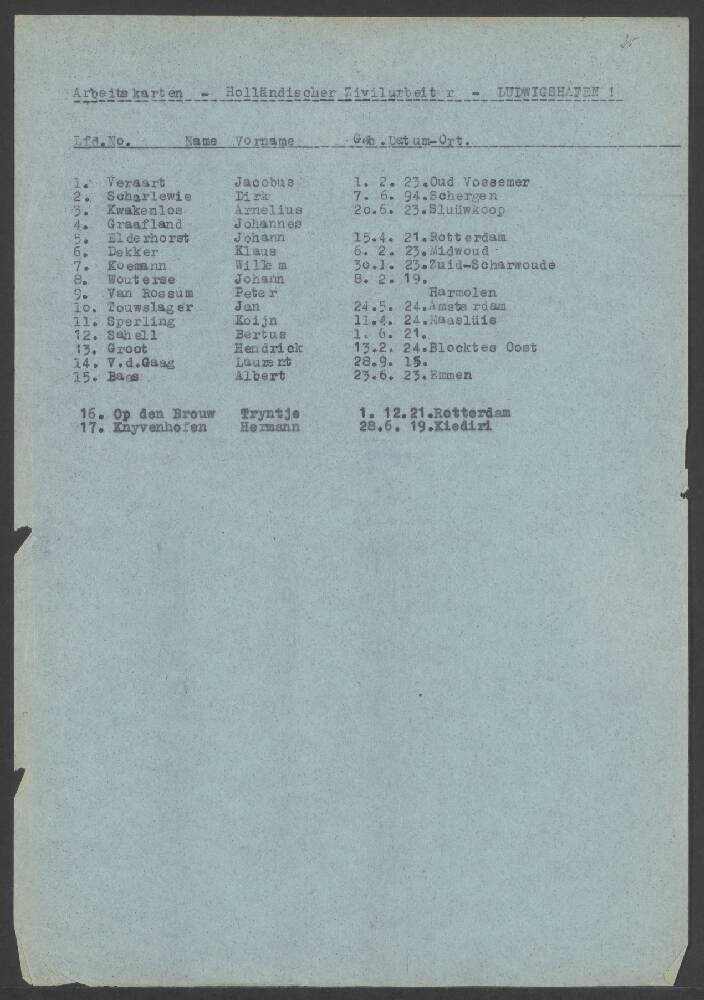 Arbeitskarten - Holländischer Zivilarbeit r - LUDWIGSHAFEN !
Lfd.No. Name Vorname Geb.Datum-Ort.
1. Veraart Jacobus 1. 2. 23.Oud Vossemer
2. Scharlewie Dirk 7. 6. 94.Schergen
3. Kwakenlos Arnelius 20.6. 23.Sluüwkoop
4. Graafland Johannes
5. Elderhorst Johann 15.4. 21.Rotterdam
6. Dekker Klaus 6. 2. 23.Midwoud
7. Koemann Willem 30.1. 23.Zuid-Scharwoude
8. Wouterse Johann 8. 2. 19.
9. Van Rossum Peter Harmolen
10. Touwslager Jan 24.5. 24.Amsterdam
11. Sperling Koijn 11.4. 24.Maaslüis
12. Sahell Bertus 1. 6. 21.
13. Groot Hendrick 13.2. 24.Blocktes Oost
14. V.d.Gaag Laurent 28.9. 15.
15. Baas Albert 23.6. 23.Emmen
16. Op den Brouw Tryntje 1. 12.21.Rotterdam
17. Knyvenhofen Hermann 28.6. 19.Kiediri